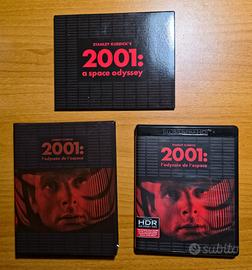 STANLEY KUBRICK'S
2001:
a space odyssey
STANLEY KUBRICK'S
2001:
l'odyssée de l'espace
STANLEY KUBRICK'S
2001:
l'odyssée de l'espace
HDR
subito